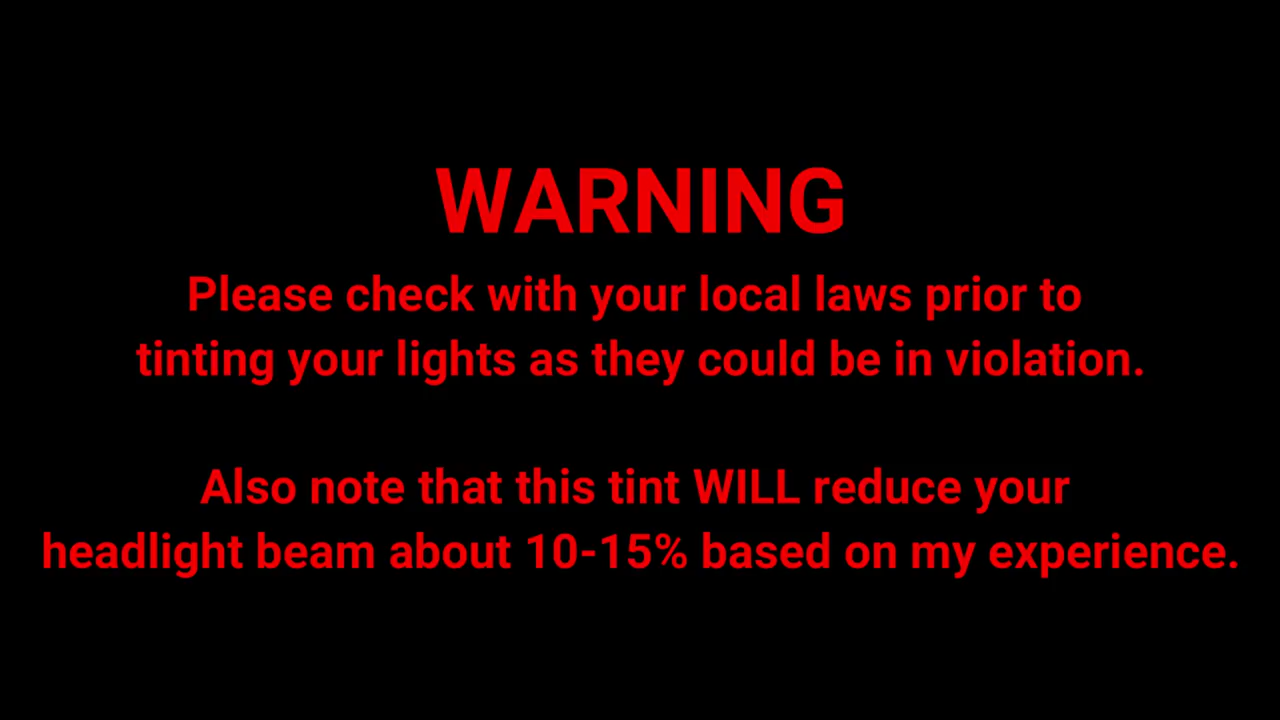 WARNING
Please check with your local laws prior to
tinting your lights as they could be in violation.
Also note that this tint WILL reduce your
headlight beam about 10-15% based on my experience.